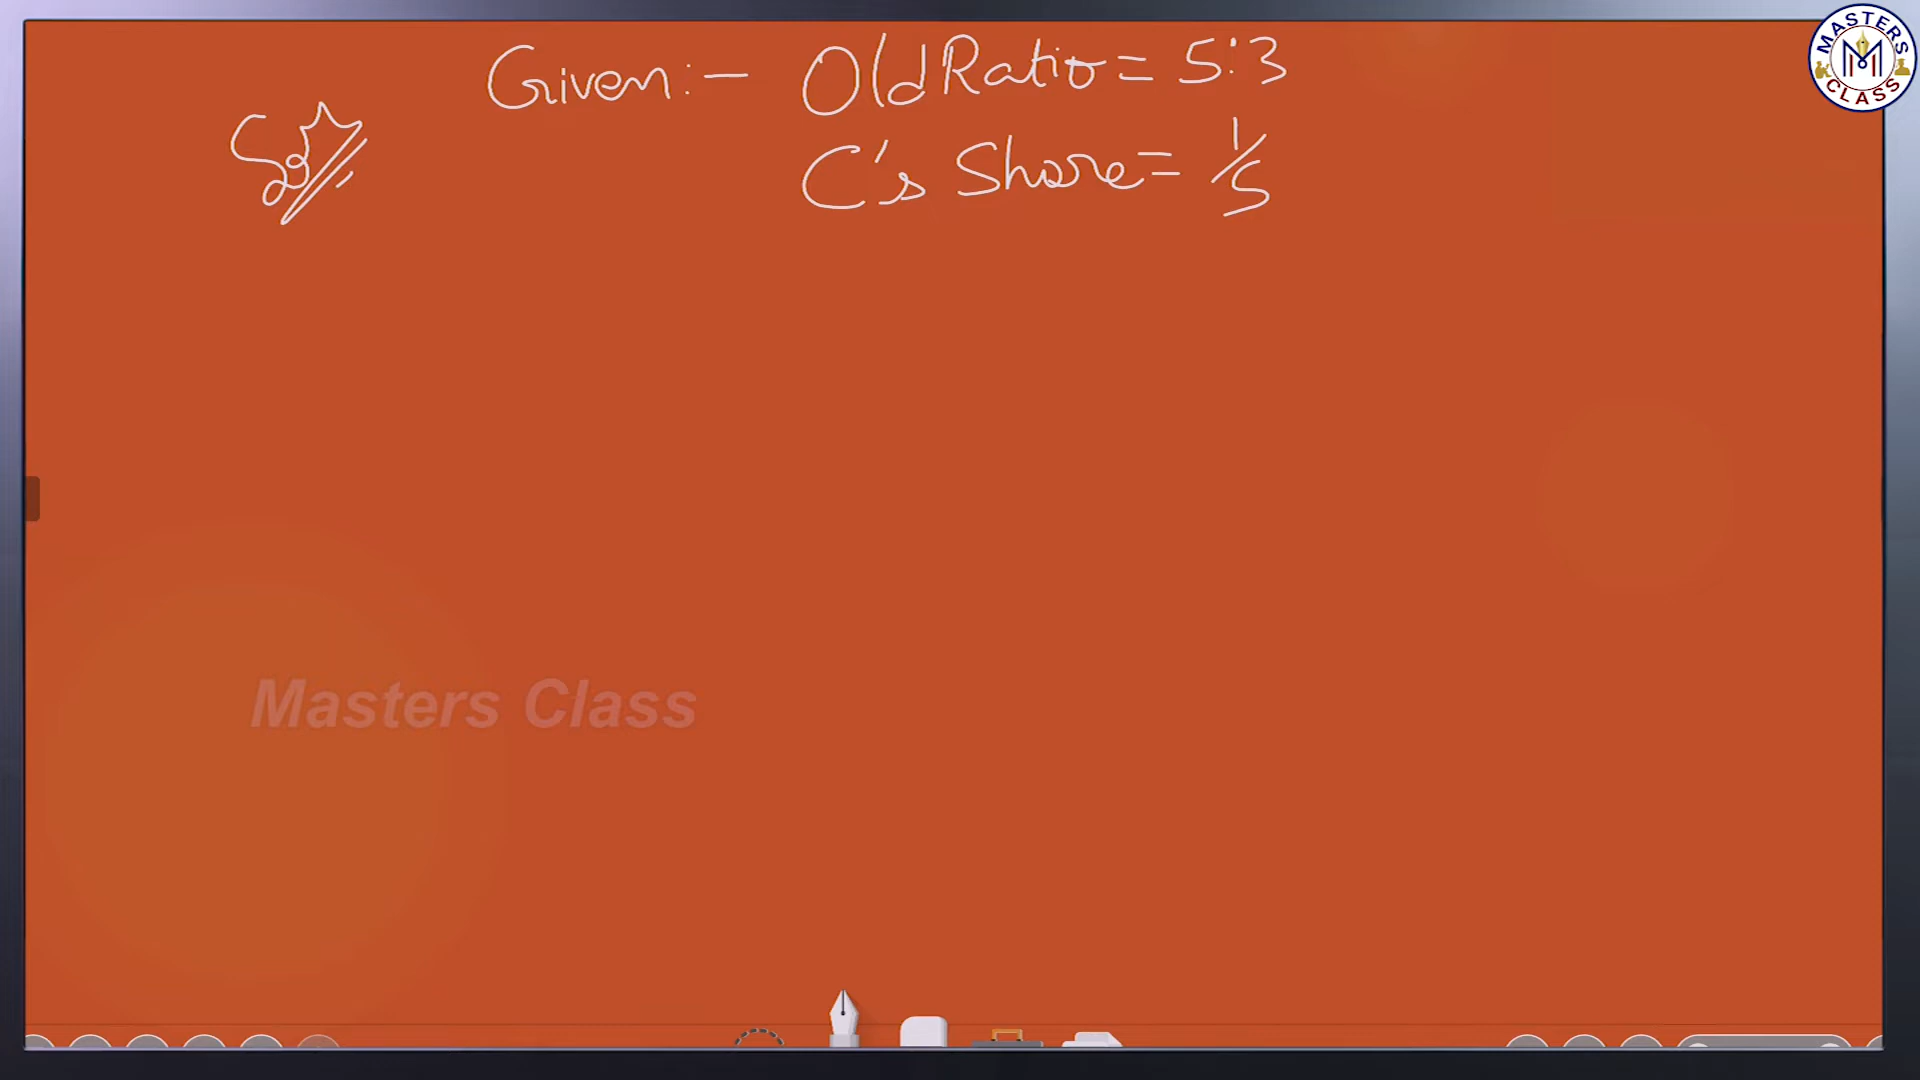 Given:- Old Ratio = 5:3
Sol
C's Share = 1/5
Masters Class
MASTERS
CLASS